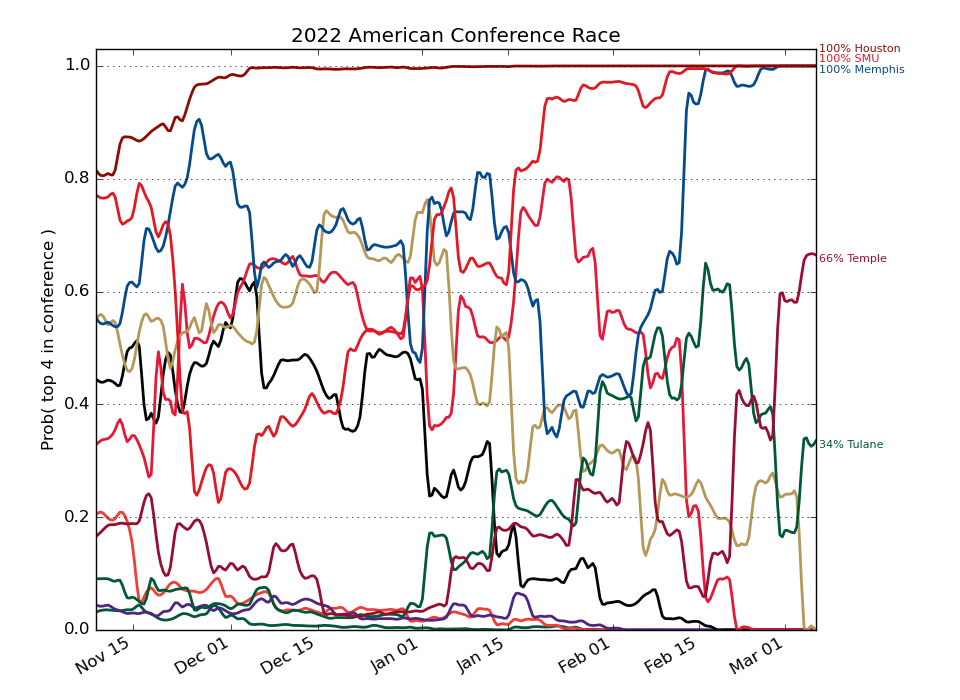 2022 American Conference Race
100% Houston
100% SMU
100% Memphis
66% Temple
34% Tulane
Prob( top 4 in conference )
1.0
0.8
0.6
0.4
0.2
0.0
Nov 15
Dec 01
Dec 15
Jan 01
Jan 15
Feb 01
Feb 15
Mar 01